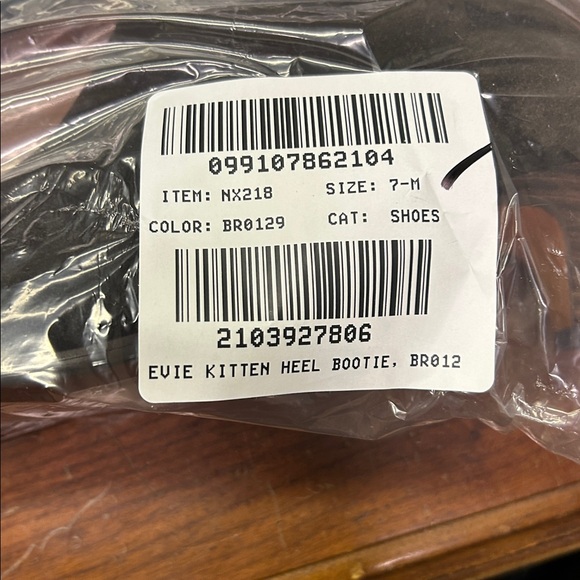 099107862104
ITEM: NX218 SIZE: 7-M
COLOR: BR0129 CAT: SHOES
2103927806
EVIE KITTEN HEEL BOOTIE, BR012